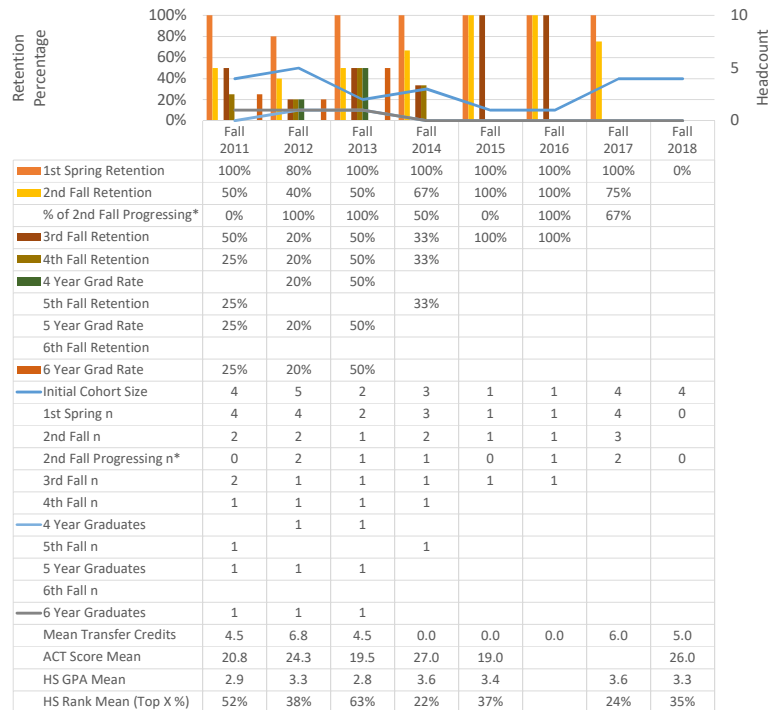 100%
80%
60%
40%
20%
0%
Retention
Percentage
10
5
0
Headcount
Fall 2011 Fall 2012 Fall 2013 Fall 2014 Fall 2015 Fall 2016 Fall 2017 Fall 2018
1st Spring Retention 100% 80% 100% 100% 100% 100% 100% 0%
2nd Fall Retention 50% 40% 50% 67% 100% 100% 75%
% of 2nd Fall Progressing* 0% 100% 100% 50% 0% 100% 67%
3rd Fall Retention 50% 20% 50% 33% 100% 100%
4th Fall Retention 25% 20% 50% 33%
4 Year Grad Rate 20% 50%
5th Fall Retention 25% 33%
5 Year Grad Rate 25% 20% 50%
6th Fall Retention
6 Year Grad Rate 25% 20% 50%
Initial Cohort Size 4 5 2 3 1 1 4 4
1st Spring n 4 4 2 3 1 1 4 0
2nd Fall n 2 2 1 2 1 1 3
2nd Fall Progressing n* 0 2 1 1 0 1 2 0
3rd Fall n 2 1 1 1 1 1
4th Fall n 1 1 1 1
4 Year Graduates 1 1
5th Fall n 1 1
5 Year Graduates 1 1 1
6th Fall n
6 Year Graduates 1 1 1
Mean Transfer Credits 4.5 6.8 4.5 0.0 0.0 0.0 6.0 5.0
ACT Score Mean 20.8 24.3 19.5 27.0 19.0 26.0
HS GPA Mean 2.9 3.3 2.8 3.6 3.4 3.6 3.3
HS Rank Mean (Top X %) 52% 38% 63% 22% 37% 24% 35%